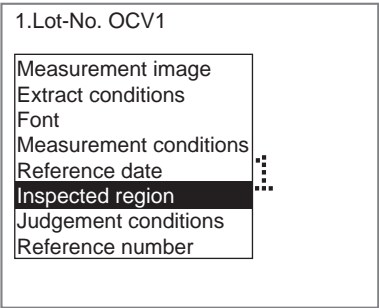 1.Lot-No. OCV1
Measurement image
Extract conditions
Font
Measurement conditions
Reference date
Inspected region
Judgement conditions
Reference number